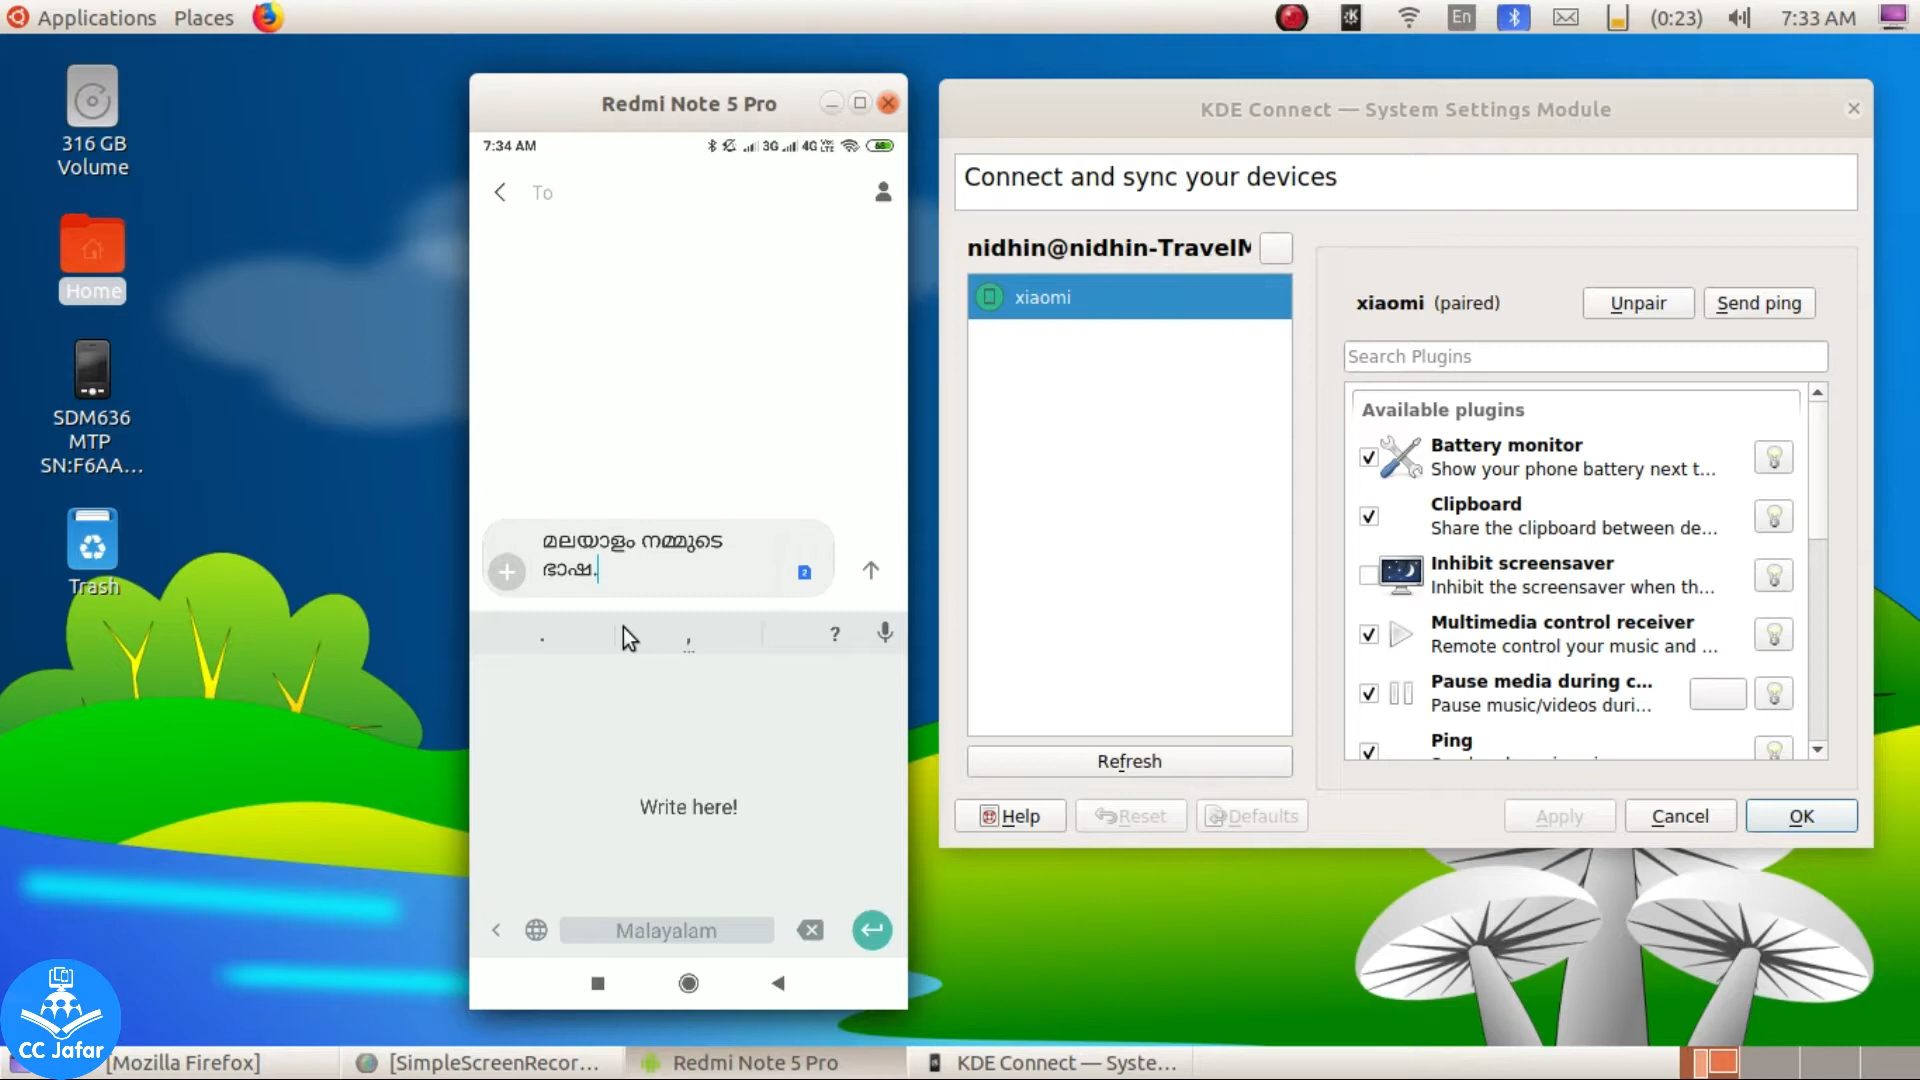 Applications Places
En
(0:23)
7:33 AM
316 GB
Volume
Home
SDM636
MTP
SN:F6AA...
Trash
Redmi Note 5 Pro
7:34 AM
3G
4G
68
To
മലയാളം നമ്മുടെ
ഭാഷ.
2
. , ?
...
Write here!
Malayalam
KDE Connect — System Settings Module
Connect and sync your devices
nidhin@nidhin-TravelM
xiaomi
Refresh
xiaomi (paired)
Unpair
Send ping
Search Plugins
Available plugins
Battery monitor
Show your phone battery next t...
Clipboard
Share the clipboard between de...
Inhibit screensaver
Inhibit the screensaver when th...
Multimedia control receiver
Remote control your music and ...
Pause media during c...
Pause music/videos duri...
Ping
Help
Reset
Defaults
Apply
Cancel
OK
CC Jafar
[Mozilla Firefox]
[SimpleScreenRecor...
Redmi Note 5 Pro
KDE Connect — Syste...